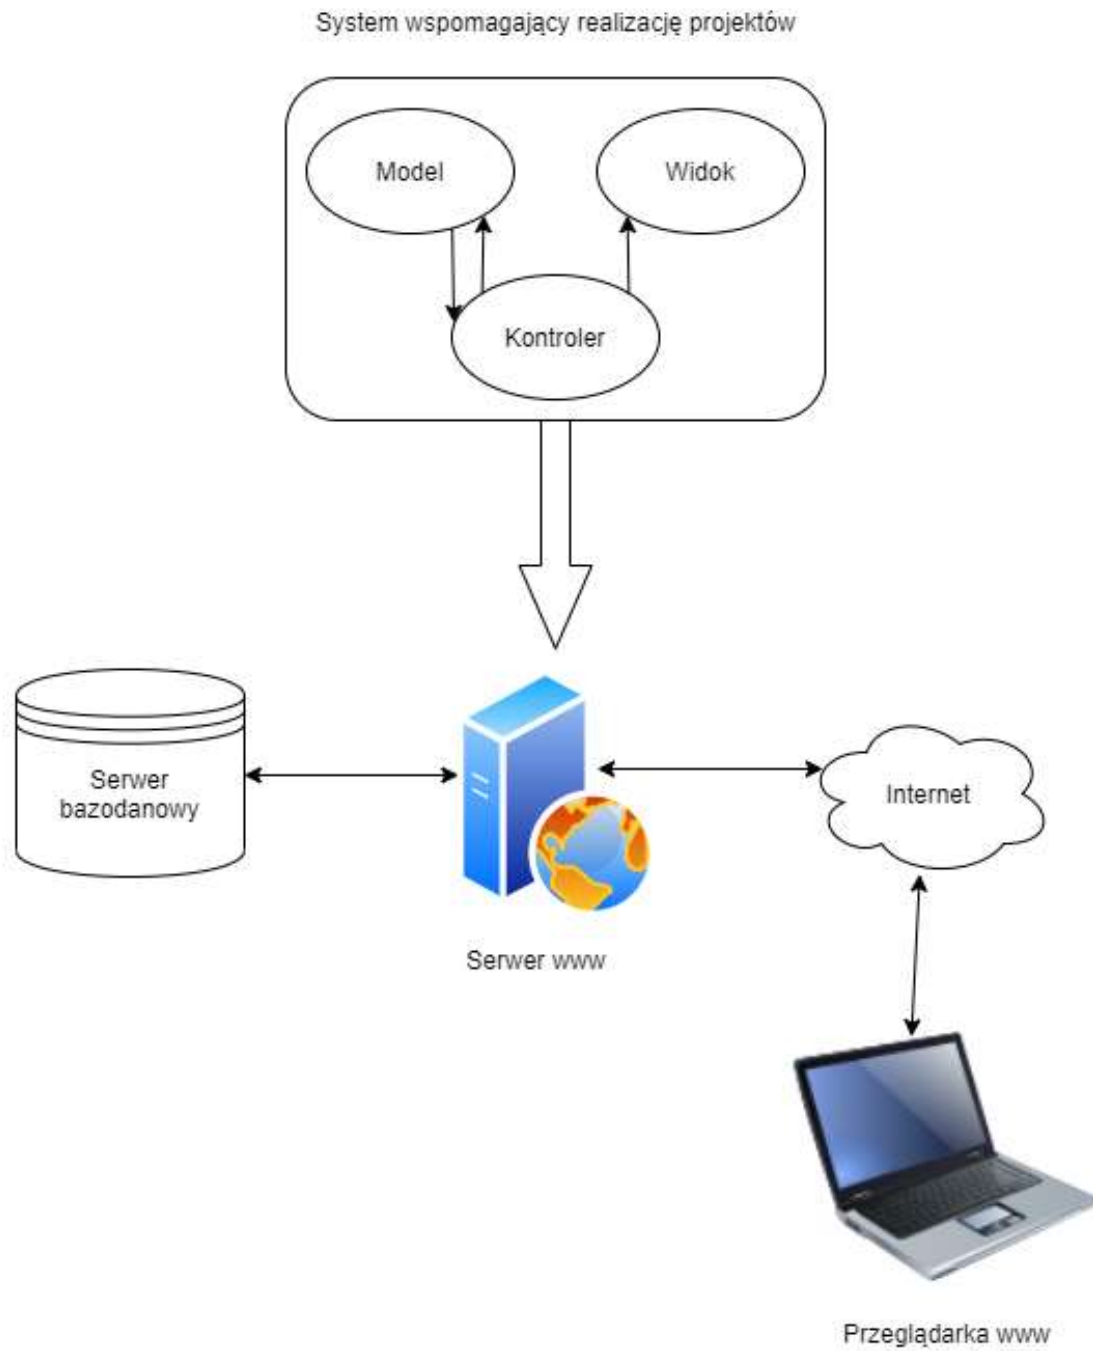 System wspomagający realizację projektów
Model
Widok
Kontroler
Serwer
bazodanowy
Internet
Serwer www
Przeglądarka www